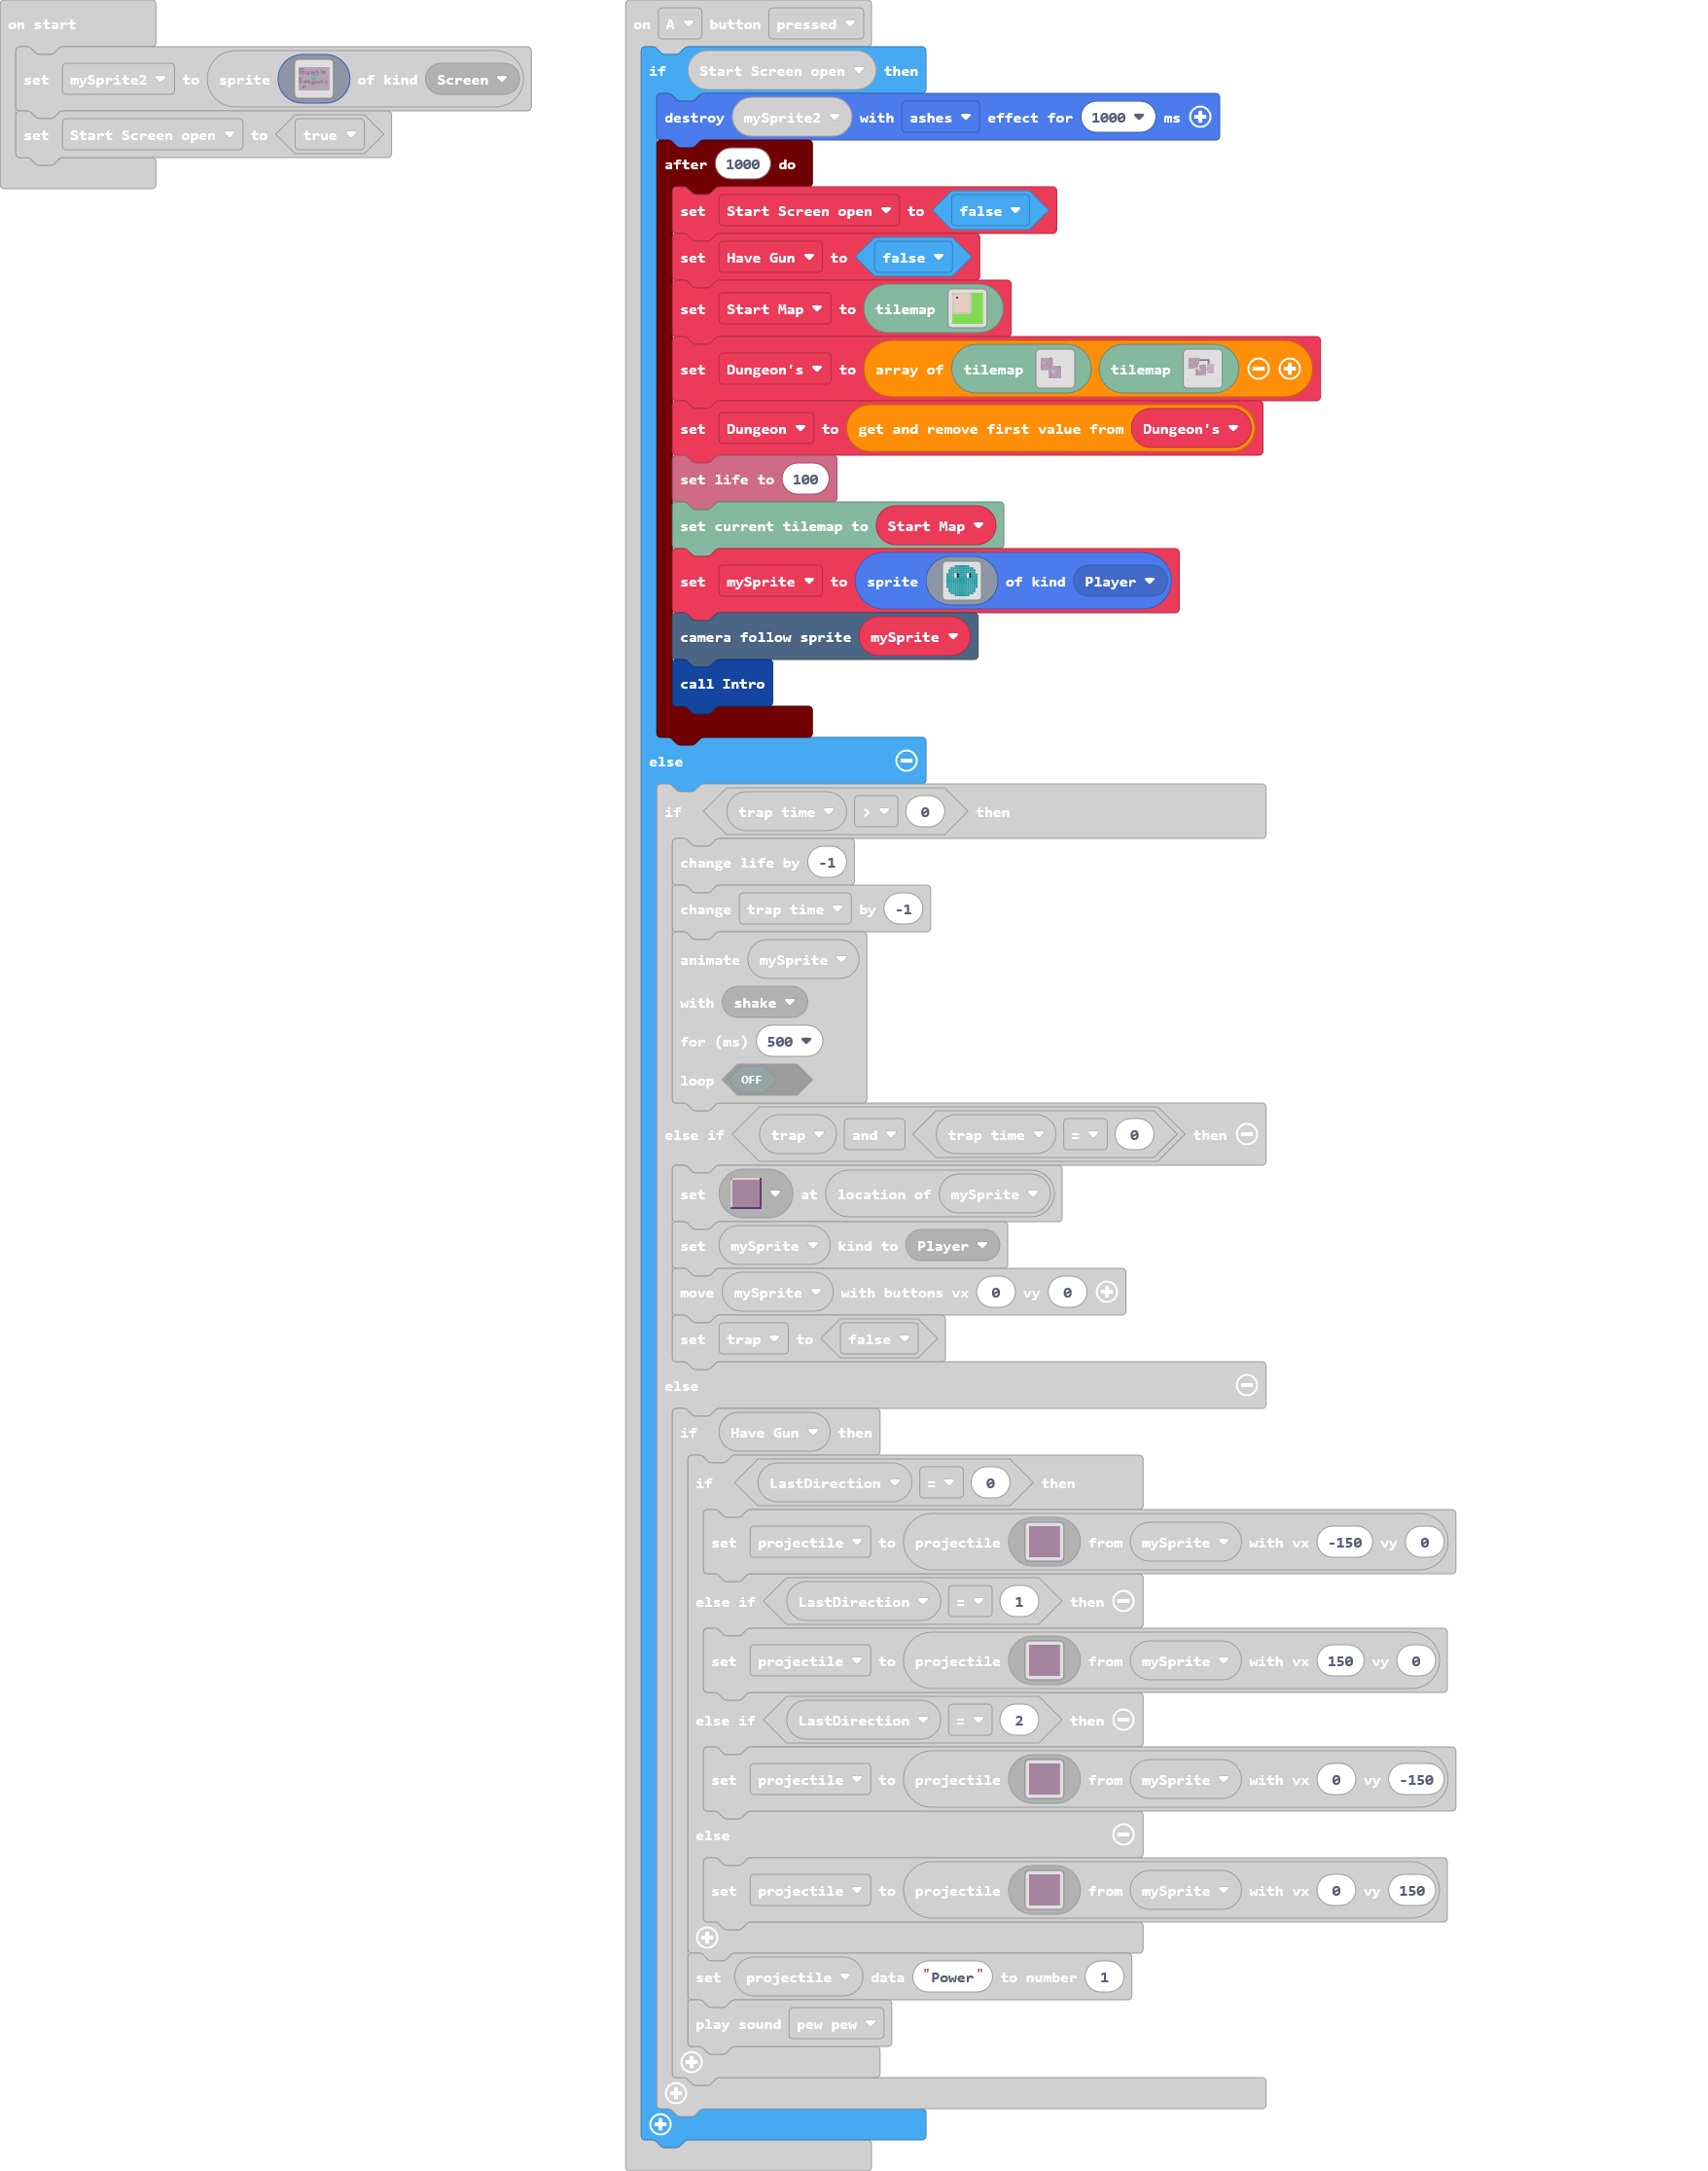 on start
set mySprite2 to sprite of kind Screen
set Start Screen open to true
on A button pressed
if Start Screen open then
destroy mySprite2 with ashes effect for 1000 ms
after 1000 do
set Start Screen open to false
set Have Gun to false
set Start Map to tilemap
set Dungeon's to array of tilemap tilemap
set Dungeon to get and remove first value from Dungeon's
set life to 100
set current tilemap to Start Map
set mySprite to sprite of kind Player
camera follow sprite mySprite
call Intro
else
if trap time > 0 then
change life by -1
change trap time by -1
animate mySprite
with shake
for (ms) 500
loop OFF
else if trap and trap time = 0 then
set at location of mySprite
set mySprite kind to Player
move mySprite with buttons vx 0 vy 0
set trap to false
else
if Have Gun then
if LastDirection = 0 then
set projectile to projectile from mySprite with vx -150 vy 0
else if LastDirection = 1 then
set projectile to projectile from mySprite with vx 150 vy 0
else if LastDirection = 2 then
set projectile to projectile from mySprite with vx 0 vy -150
else
set projectile to projectile from mySprite with vx 0 vy 150
set projectile data "Power" to number 1
play sound pew pew